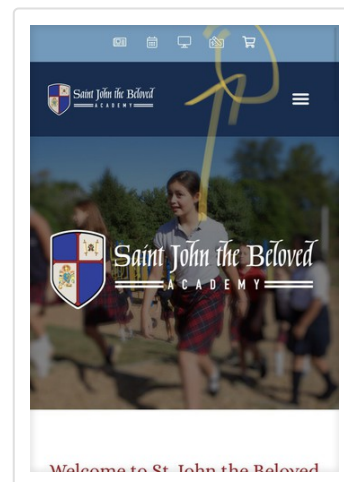 Saint John the Beloved
ACADEMY
Saint John the Beloved
ACADEMY
Welcome to St. John the Beloved